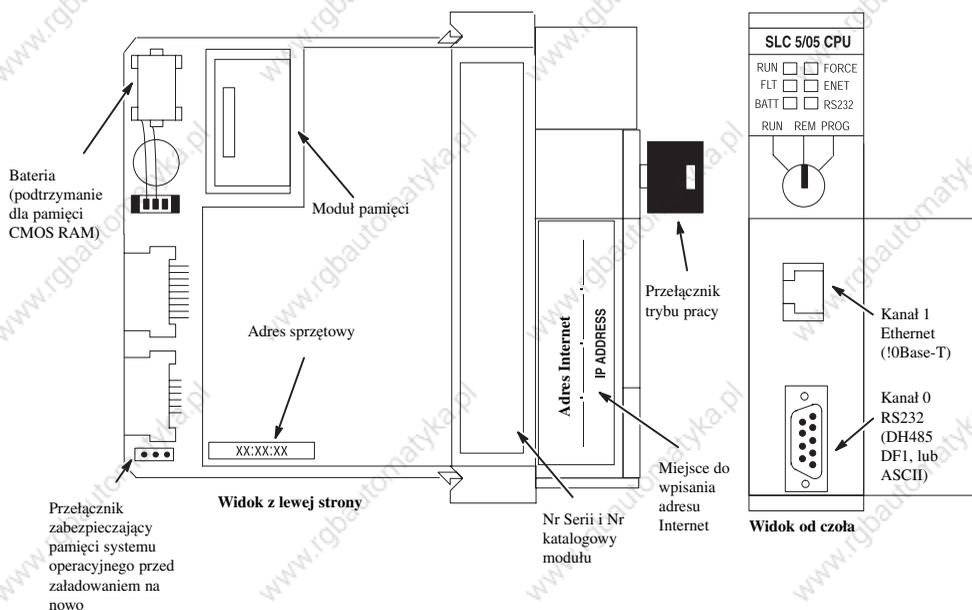 Bateria
(podtrzymanie
dla pamięci
CMOS RAM)
Moduł pamięci
Adres sprzętowy
XX:XX:XX
Przełącznik
zabezpieczający
pamięci systemu
operacyjnego przed
załadowaniem na
nowo
Widok z lewej strony
Adres Internet
IP ADDRESS
Nr Serii i Nr
katalogowy
modułu
Przełącznik
trybu pracy
Miejsce do
wpisania
adresu
Internet
SLC 5/05 CPU
RUN FORCE
FLT ENET
BATT RS232
RUN REM PROG
Kanał 1
Ethernet
(!0Base-T)
Kanał 0
RS232
(DH485
DF1, lub
ASCII)
Widok od czoła
www.rgbautomatyka.pl